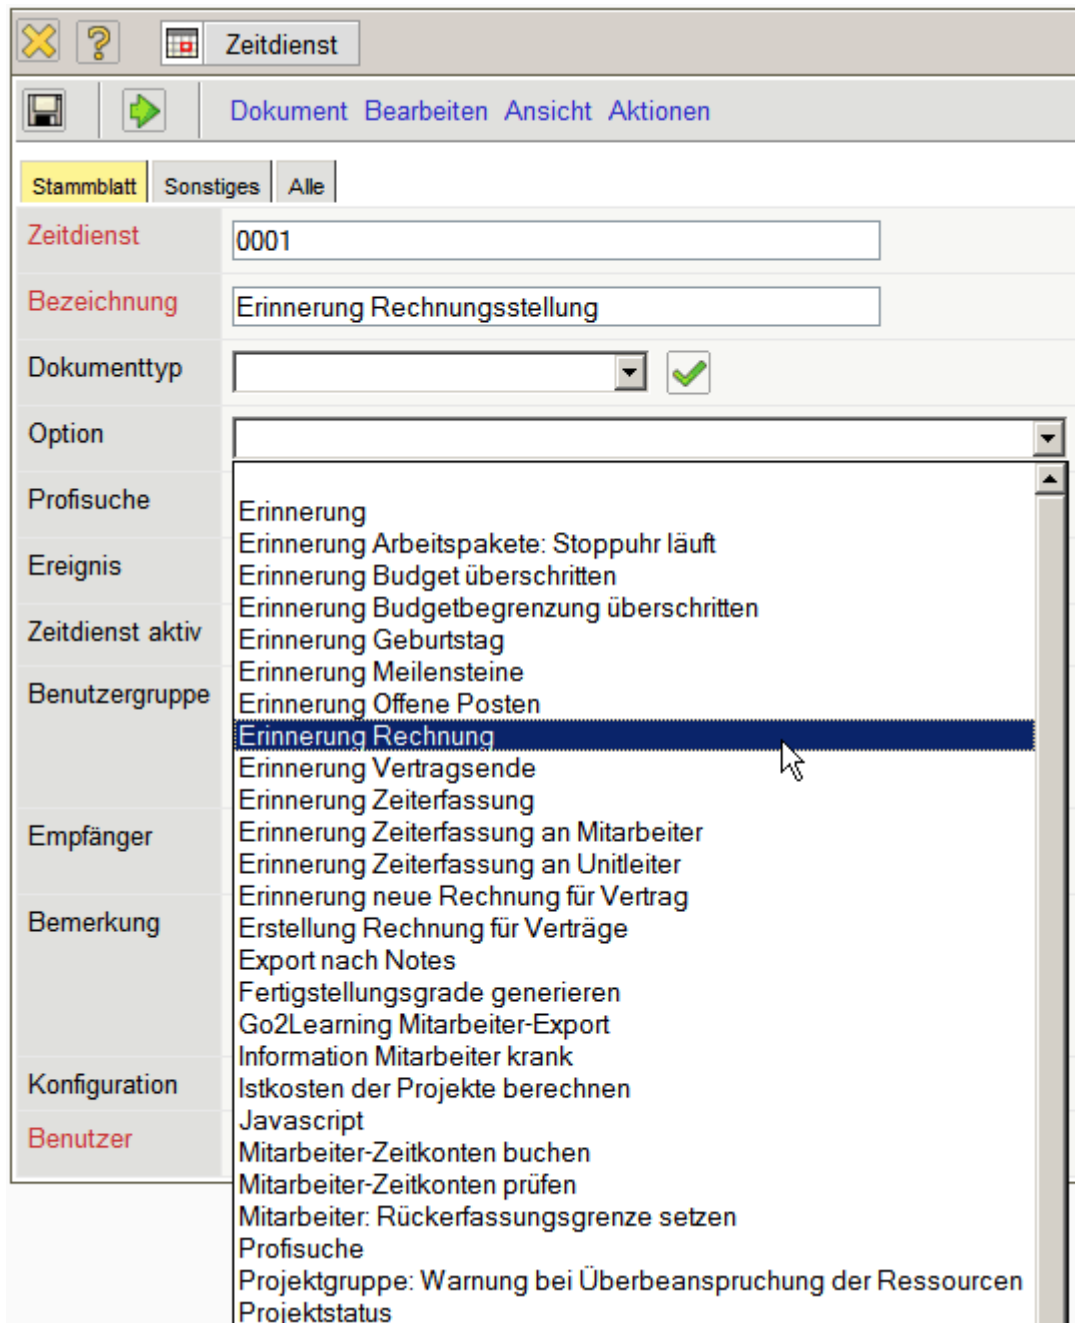 Zeitdienst
Dokument Bearbeiten Ansicht Aktionen
Stammblatt Sonstiges Alle
Zeitdienst 0001
Bezeichnung Erinnerung Rechnungsstellung
Dokumenttyp
Option
Profisuche
Ereignis
Zeitdienst aktiv
Benutzergruppe
Empfänger
Bemerkung
Konfiguration
Benutzer
Erinnerung
Erinnerung Arbeitspakete: Stoppuhr läuft
Erinnerung Budget überschritten
Erinnerung Budgetbegrenzung überschritten
Erinnerung Geburtstag
Erinnerung Meilensteine
Erinnerung Offene Posten
Erinnerung Rechnung
Erinnerung Vertragsende
Erinnerung Zeiterfassung
Erinnerung Zeiterfassung an Mitarbeiter
Erinnerung Zeiterfassung an Unitleiter
Erinnerung neue Rechnung für Vertrag
Erstellung Rechnung für Verträge
Export nach Notes
Fertigstellungsgrade generieren
Go2Learning Mitarbeiter-Export
Information Mitarbeiter krank
Istkosten der Projekte berechnen
Javascript
Mitarbeiter-Zeitkonten buchen
Mitarbeiter-Zeitkonten prüfen
Mitarbeiter: Rückerfassungsgrenze setzen
Profisuche
Projektgruppe: Warnung bei Überbeanspruchung der Ressourcen
Projektstatus